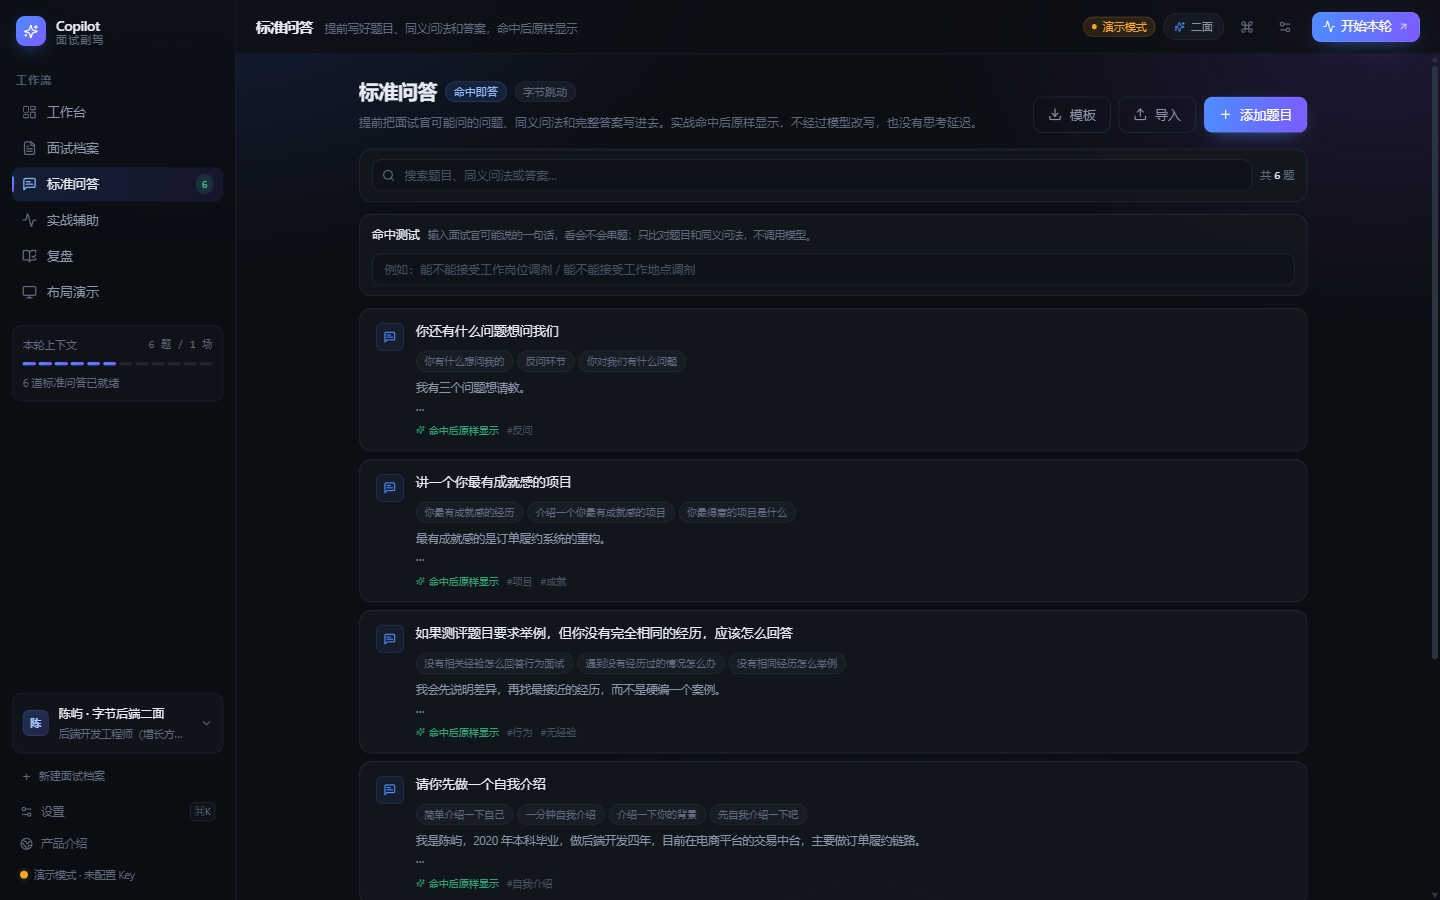 Copilot
面试副驾
工作流
工作台
面试档案
标准问答
6
实战辅助
复盘
布局演示
本轮上下文
6 题 / 1 场
6 道标准问答已就绪
陈
陈屿 · 字节后端二面
后端开发工程师（增长方...
+ 新建面试档案
设置
⌘K
产品介绍
演示模式 · 未配置 Key
标准问答 提前写好题目、同义问法和答案，命中后原样显示
演示模式
二面
⌘
开始本轮
标准问答 命中即答 字节跳动
提前把面试官可能问的问题、同义问法和完整答案写进去。实战命中后原样显示，不经过模型改写，也没有思考延迟。
模板
导入
+ 添加题目
搜索题目、同义问法或答案...
共 6 题
命中测试 输入面试官可能说的一句话，看会不会串题；只比对题目和同义问法，不调用模型。
例如：能不能接受工作岗位调剂 / 能不能接受工作地点调剂
你还有什么问题想问我们
你有什么想问我的 反问环节 你对我们有什么问题
我有三个问题想请教。
...
命中后原样显示 #反问
讲一个你最有成就感的项目
你最有成就感的经历 介绍一个你最有成就感的项目 你最得意的项目是什么
最有成就感的是订单履约系统的重构。
...
命中后原样显示 #项目 #成就
如果测评题目要求举例，但你没有完全相同的经历，应该怎么回答
没有相关经验怎么回答行为面试 遇到没有经历过的情况怎么办 没有相同经历怎么举例
我会先说明差异，再找最接近的经历，而不是硬编一个案例。
...
命中后原样显示 #行为 #无经验
请你先做一个自我介绍
简单介绍一下自己 一分钟自我介绍 介绍一下你的背景 先自我介绍一下吧
我是陈屿，2020 年本科毕业，做后端开发四年，目前在电商平台的交易中台，主要做订单履约链路。
...
命中后原样显示 #自我介绍